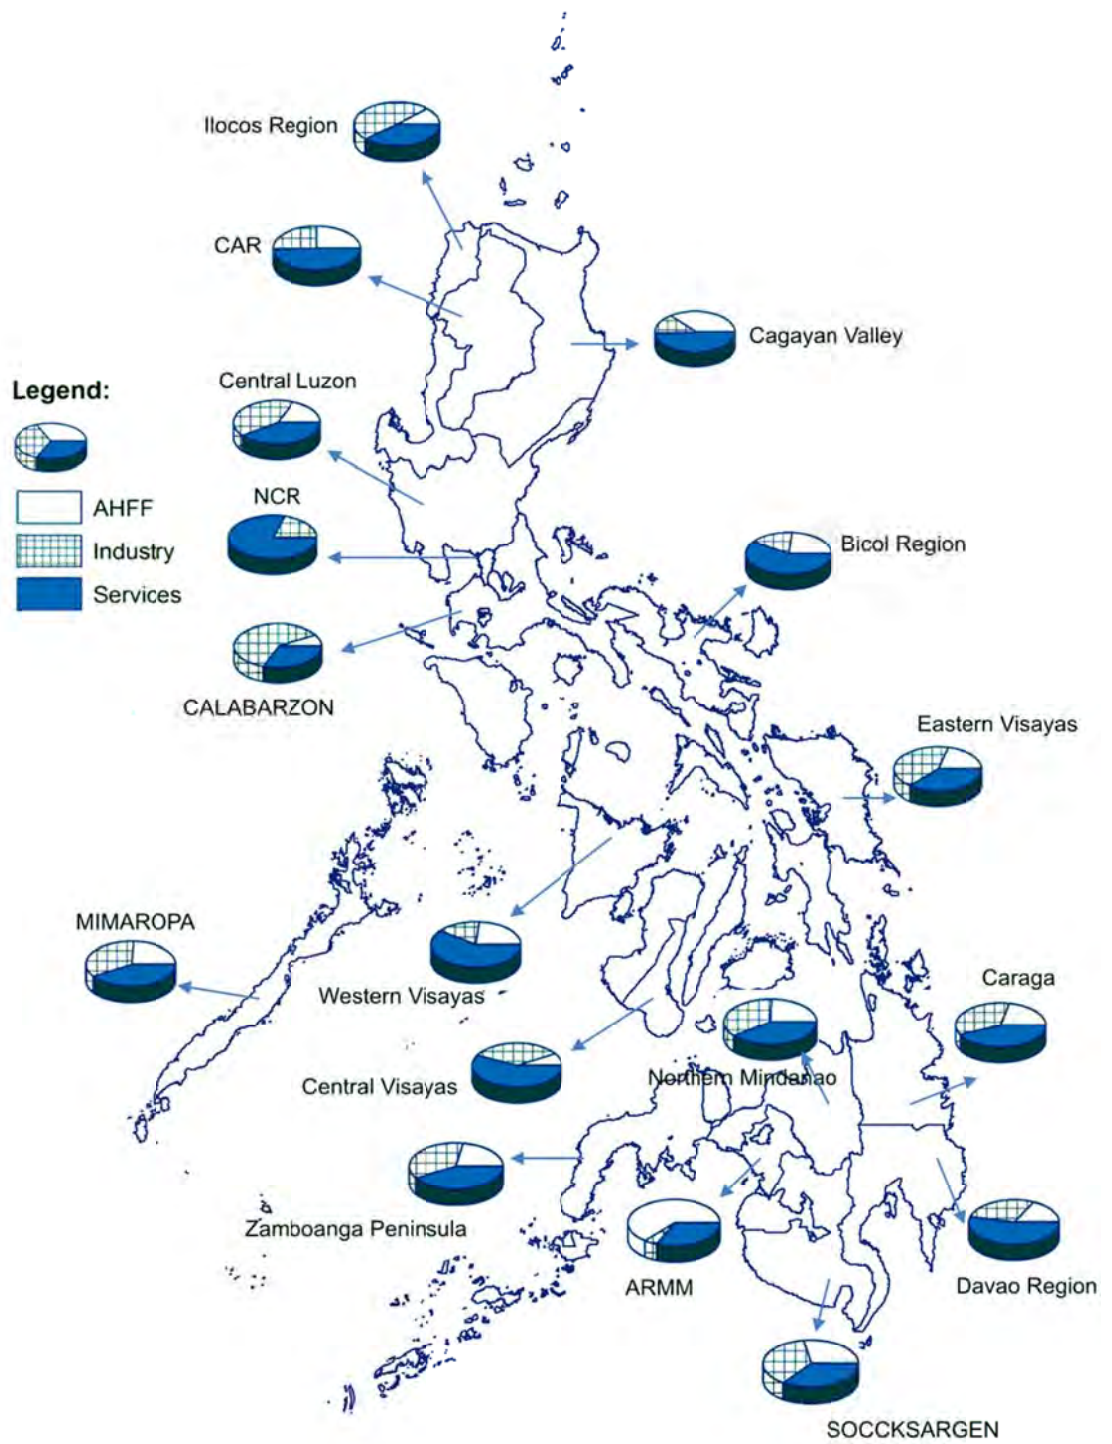 Ilocos Region
CAR
Cagayan Valley
Central Luzon
Legend:
AHFF
Industry
Services
NCR
Bicol Region
CALABARZON
Eastern Visayas
MIMAROPA
Western Visayas
Caraga
Central Visayas
Northern Mindanao
Zamboanga Peninsula
ARMM
Davao Region
SOCCKSARGEN